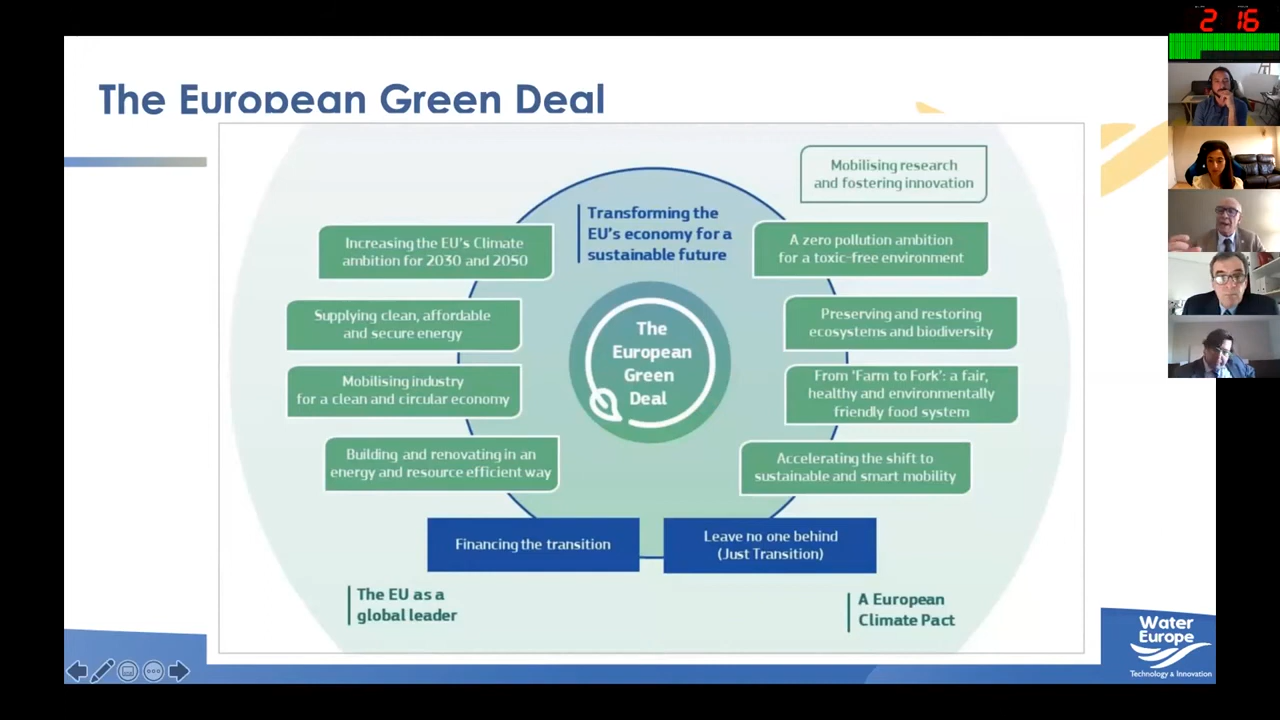 The European Green Deal
2 16
Mobilising research
and fostering innovation
Transforming the
EU's economy for a
sustainable future
Increasing the EU's Climate
ambition for 2030 and 2050
A zero pollution ambition
for a toxic-free environment
Supplying clean, affordable
and secure energy
Preserving and restoring
ecosystems and biodiversity
The
European
Green
Deal
Mobilising industry
for a clean and circular economy
From 'Farm to Fork': a fair,
healthy and environmentally
friendly food system
Building and renovating in an
energy and resource efficient way
Accelerating the shift to
sustainable and smart mobility
Financing the transition
Leave no one behind
(Just Transition)
The EU as a
global leader
A European
Climate Pact
Water
Europe
Technology & Innovation